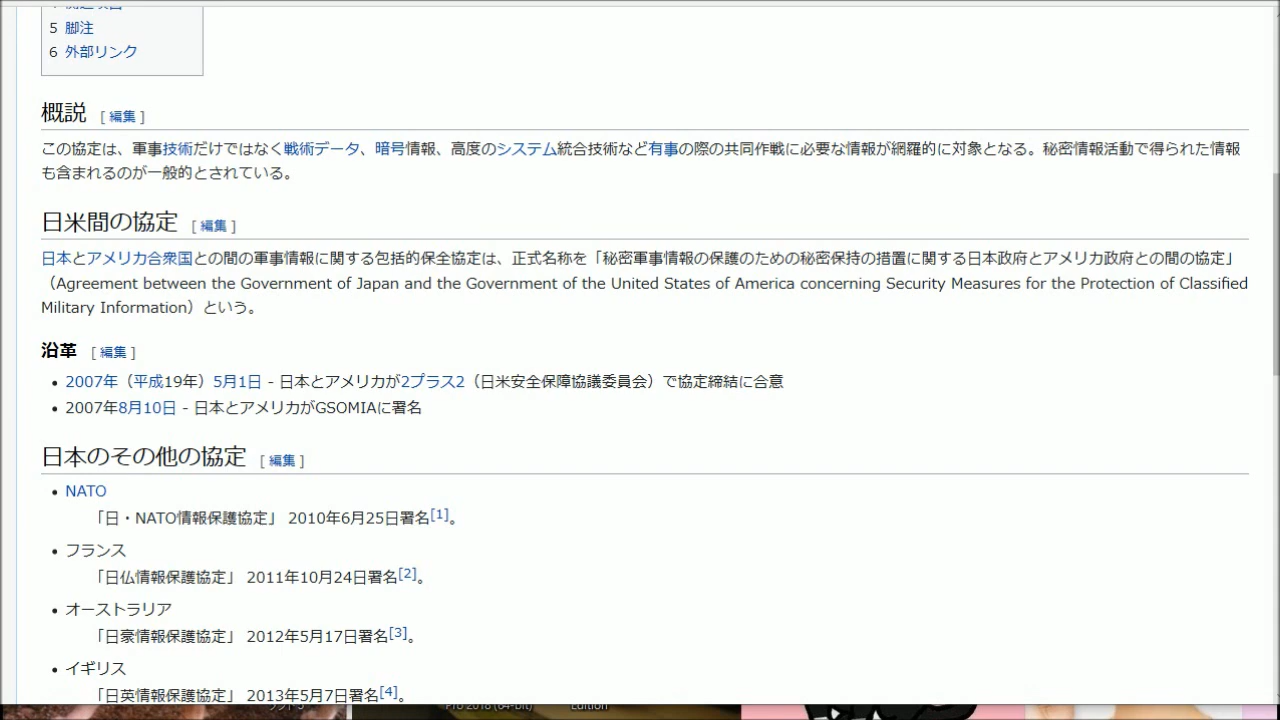 5 脚注
6 外部リンク
概説 [ 編集 ]
この協定は、軍事技術だけではなく戦術データ、暗号情報、高度のシステム統合技術など有事の際の共同作戦に必要な情報が網羅的に対象となる。秘密情報活動で得られた情報
も含まれるのが一般的とされている。
日米間の協定 [ 編集 ]
日本とアメリカ合衆国との間の軍事情報に関する包括的保全協定は、正式名称を「秘密軍事情報の保護のための秘密保持の措置に関する日本政府とアメリカ政府との間の協定」
（Agreement between the Government of Japan and the Government of the United States of America concerning Security Measures for the Protection of Classified
Military Information）という。
沿革 [ 編集 ]
• 2007年（平成19年）5月1日 - 日本とアメリカが2プラス2（日米安全保障協議委員会）で協定締結に合意
• 2007年8月10日 - 日本とアメリカがGSOMIAに署名
日本のその他の協定 [ 編集 ]
• NATO
「日・NATO情報保護協定」 2010年6月25日署名[1]。
• フランス
「日仏情報保護協定」 2011年10月24日署名[2]。
• オーストラリア
「日豪情報保護協定」 2012年5月17日署名[3]。
• イギリス
「日英情報保護協定」 2013年5月7日署名[4]。
Pro 2018 (64-bit)
Edition